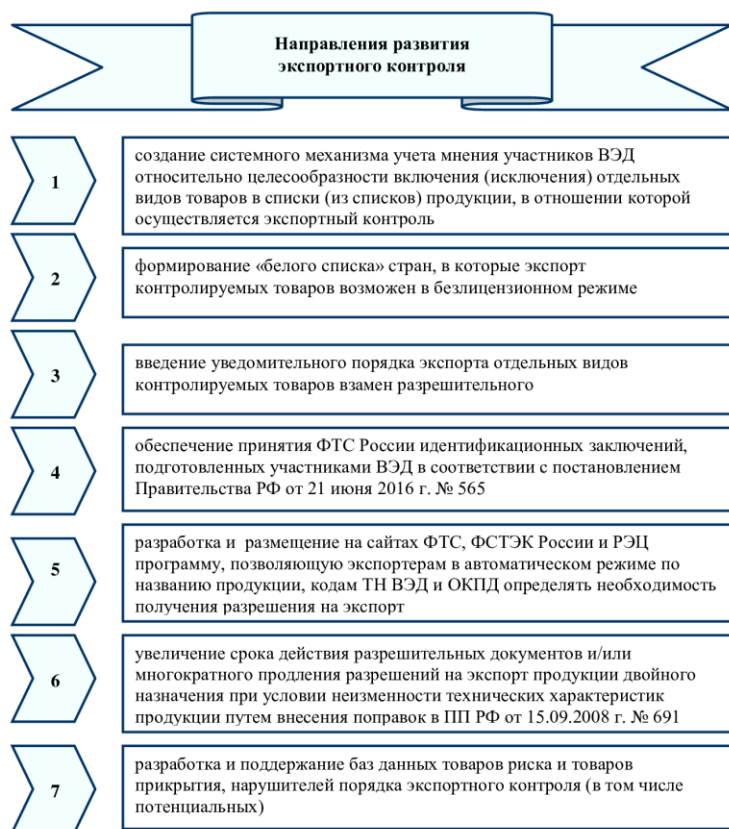 Направления развития
экспортного контроля
1
создание системного механизма учета мнения участников ВЭД
относительно целесообразности включения (исключения) отдельных
видов товаров в списки (из списков) продукции, в отношении которой
осуществляется экспортный контроль
2
формирование «белого списка» стран, в которые экспорт
контролируемых товаров возможен в безлицензионном режиме
3
введение уведомительного порядка экспорта отдельных видов
контролируемых товаров взамен разрешительного
4
обеспечение принятия ФТС России идентификационных заключений,
подготовленных участниками ВЭД в соответствии с постановлением
Правительства РФ от 21 июня 2016 г. № 565
5
разработка и размещение на сайтах ФТС, ФСТЭК России и РЭЦ
программу, позволяющую экспортерам в автоматическом режиме по
названию продукции, кодам ТН ВЭД и ОКПД определять необходимость
получения разрешения на экспорт
6
увеличение срока действия разрешительных документов и/или
многократного продления разрешений на экспорт продукции двойного
назначения при условии неизменности технических характеристик
продукции путем внесения поправок в ПП РФ от 15.09.2008 г. № 691
7
разработка и поддержание баз данных товаров риска и товаров
прикрытия, нарушителей порядка экспортного контроля (в том числе
потенциальных)